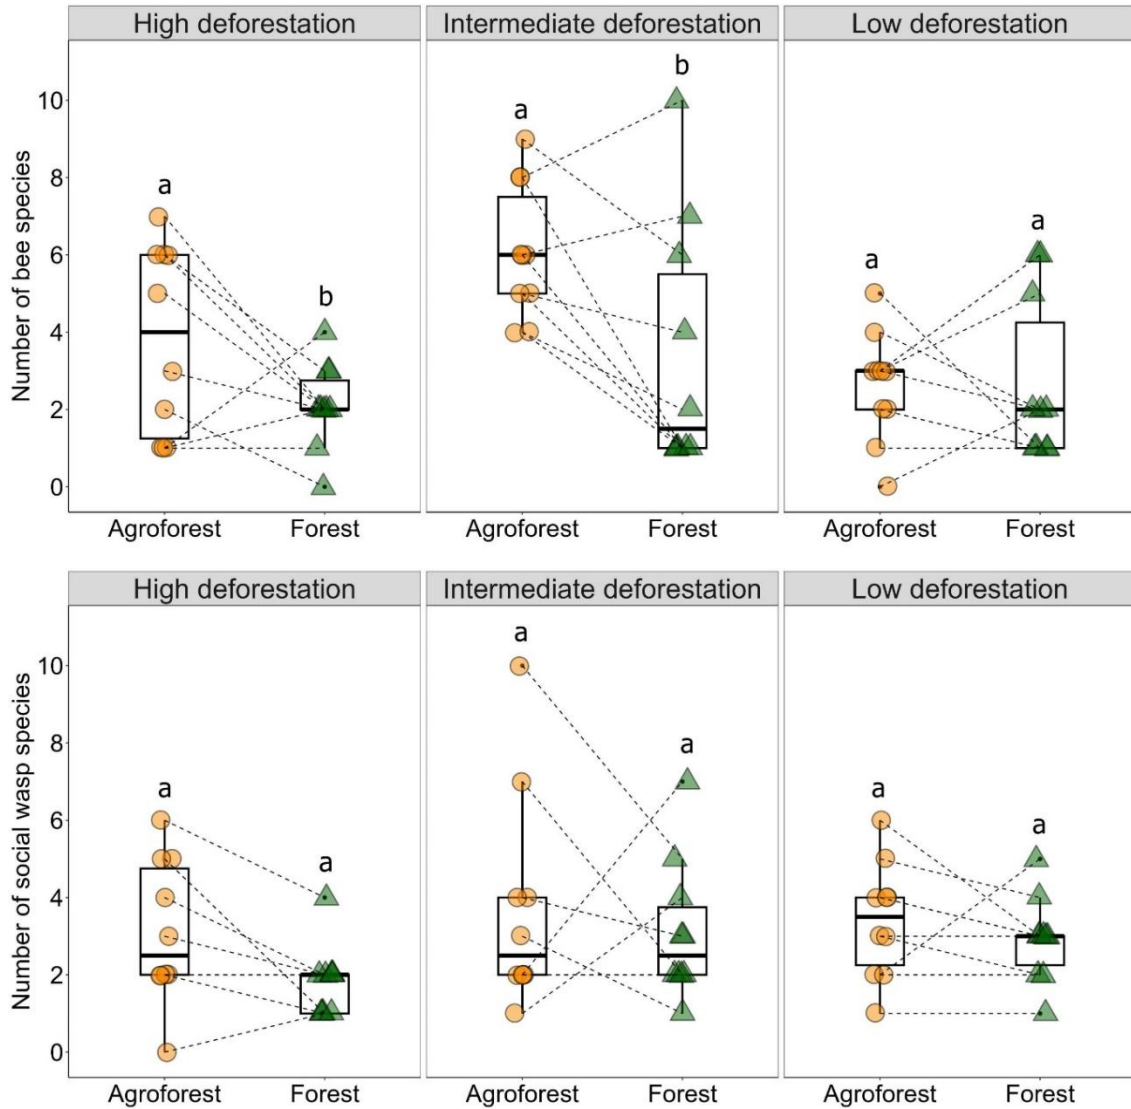 High deforestation Intermediate deforestation Low deforestation
Number of bee species
10
8
6
4
2
0
a b a b a a
Agroforest Forest Agroforest Forest Agroforest Forest
High deforestation Intermediate deforestation Low deforestation
Number of social wasp species
10
8
6
4
2
0
a a a a a a
Agroforest Forest Agroforest Forest Agroforest Forest